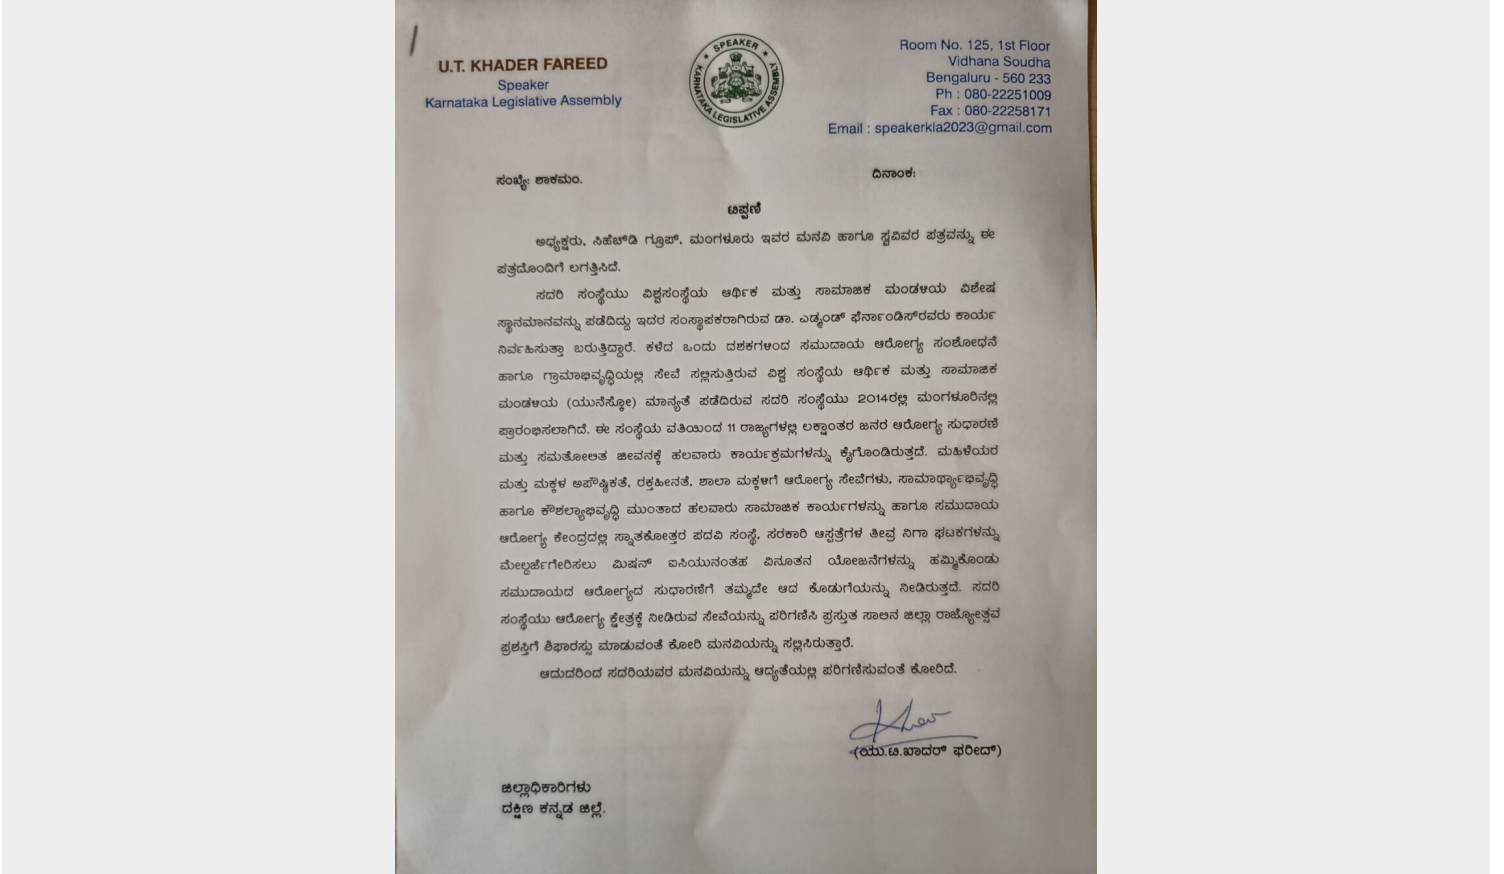 U.T. KHADER FAREED
Speaker
Karnataka Legislative Assembly
SPEAKER
KARNATAKA LEGISLATIVE ASSEMBLY
Room No. 125, 1st Floor
Vidhana Soudha
Bengaluru - 560 233
Ph : 080-22251009
Fax : 080-22258171
Email : speakerkla2023@gmail.com
ಸಂಖ್ಯೆ: ಶಾಕಮಂ.
ದಿನಾಂಕ:
ಟಿಪ್ಪಣಿ
ಅಧ್ಯಕ್ಷರು, ಸಿಹೆಚ್‌ಡಿ ಗ್ರೂಪ್, ಮಂಗಳೂರು ಇವರ ಮನವಿ ಹಾಗೂ ಸ್ವವಿವರ ಪತ್ರವನ್ನು ಈ
ಪತ್ರದೊಂದಿಗೆ ಲಗತ್ತಿಸಿದೆ.
ಸದರಿ ಸಂಸ್ಥೆಯು ವಿಶ್ವಸಂಸ್ಥೆಯ ಆರ್ಥಿಕ ಮತ್ತು ಸಾಮಾಜಿಕ ಮಂಡಳಿಯ ವಿಶೇಷ
ಸ್ಥಾನಮಾನವನ್ನು ಪಡೆದಿದ್ದು ಇದರ ಸಂಸ್ಥಾಪಕರಾಗಿರುವ ಡಾ. ಎಡ್ಮಂಡ್ ಫೆರ್ನಾಂಡಿಸ್‌ರವರು ಕಾರ್ಯ
ನಿರ್ವಹಿಸುತ್ತಾ ಬರುತ್ತಿದ್ದಾರೆ. ಕಳೆದ ಒಂದು ದಶಕಗಳಿಂದ ಸಮುದಾಯ ಆರೋಗ್ಯ ಸಂಶೋಧನೆ
ಹಾಗೂ ಗ್ರಾಮಾಭಿವೃದ್ಧಿಯಲ್ಲಿ ಸೇವೆ ಸಲ್ಲಿಸುತ್ತಿರುವ ವಿಶ್ವ ಸಂಸ್ಥೆಯ ಆರ್ಥಿಕ ಮತ್ತು ಸಾಮಾಜಿಕ
ಮಂಡಳಿಯ (ಯುನೆಸ್ಕೋ) ಮಾನ್ಯತೆ ಪಡೆದಿರುವ ಸದರಿ ಸಂಸ್ಥೆಯು 2014ರಲ್ಲಿ ಮಂಗಳೂರಿನಲ್ಲಿ
ಪ್ರಾರಂಭಿಸಲಾಗಿದೆ. ಈ ಸಂಸ್ಥೆಯ ವತಿಯಿಂದ 11 ರಾಜ್ಯಗಳಲ್ಲಿ ಲಕ್ಷಾಂತರ ಜನರ ಆರೋಗ್ಯ ಸುಧಾರಣೆ
ಮತ್ತು ಸಮತೋಲಿತ ಜೀವನಕ್ಕೆ ಹಲವಾರು ಕಾರ್ಯಕ್ರಮಗಳನ್ನು ಕೈಗೊಂಡಿರುತ್ತದೆ. ಮಹಿಳೆಯರ
ಮತ್ತು ಮಕ್ಕಳ ಅಪೌಷ್ಠಿಕತೆ, ರಕ್ತಹೀನತೆ, ಶಾಲಾ ಮಕ್ಕಳಿಗೆ ಆರೋಗ್ಯ ಸೇವೆಗಳು, ಸಾಮಾರ್ಥ್ಯಾಭಿವೃದ್ಧಿ
ಹಾಗೂ ಕೌಶಲ್ಯಾಭಿವೃದ್ಧಿ ಮುಂತಾದ ಹಲವಾರು ಸಾಮಾಜಿಕ ಕಾರ್ಯಗಳನ್ನು ಹಾಗೂ ಸಮುದಾಯ
ಆರೋಗ್ಯ ಕೇಂದ್ರದಲ್ಲಿ ಸ್ನಾತಕೋತ್ತರ ಪದವಿ ಸಂಸ್ಥೆ, ಸರಕಾರಿ ಆಸ್ಪತ್ರೆಗಳ ತೀವ್ರ ನಿಗಾ ಘಟಕಗಳನ್ನು
ಮೇಲ್ದರ್ಜೆಗೇರಿಸಲು ಮಿಷನ್ ಐಸಿಯುನಂತಹ ವಿನೂತನ ಯೋಜನೆಗಳನ್ನು ಹಮ್ಮಿಕೊಂಡು
ಸಮುದಾಯದ ಆರೋಗ್ಯದ ಸುಧಾರಣೆಗೆ ತಮ್ಮದೇ ಆದ ಕೊಡುಗೆಯನ್ನು ನೀಡಿರುತ್ತದೆ. ಸದರಿ
ಸಂಸ್ಥೆಯು ಆರೋಗ್ಯ ಕ್ಷೇತ್ರಕ್ಕೆ ನೀಡಿರುವ ಸೇವೆಯನ್ನು ಪರಿಗಣಿಸಿ ಪ್ರಸ್ತುತ ಸಾಲಿನ ಜಿಲ್ಲಾ ರಾಜ್ಯೋತ್ಸವ
ಪ್ರಶಸ್ತಿಗೆ ಶಿಫಾರಸ್ಸು ಮಾಡುವಂತೆ ಕೋರಿ ಮನವಿಯನ್ನು ಸಲ್ಲಿಸಿರುತ್ತಾರೆ.
ಆದುದರಿಂದ ಸದರಿಯವರ ಮನವಿಯನ್ನು ಆದ್ಯತೆಯಲ್ಲಿ ಪರಿಗಣಿಸುವಂತೆ ಕೋರಿದೆ.
(ಯು.ಟಿ.ಖಾದರ್ ಫರೀದ್)
ಜಿಲ್ಲಾಧಿಕಾರಿಗಳು
ದಕ್ಷಿಣ ಕನ್ನಡ ಜಿಲ್ಲೆ.